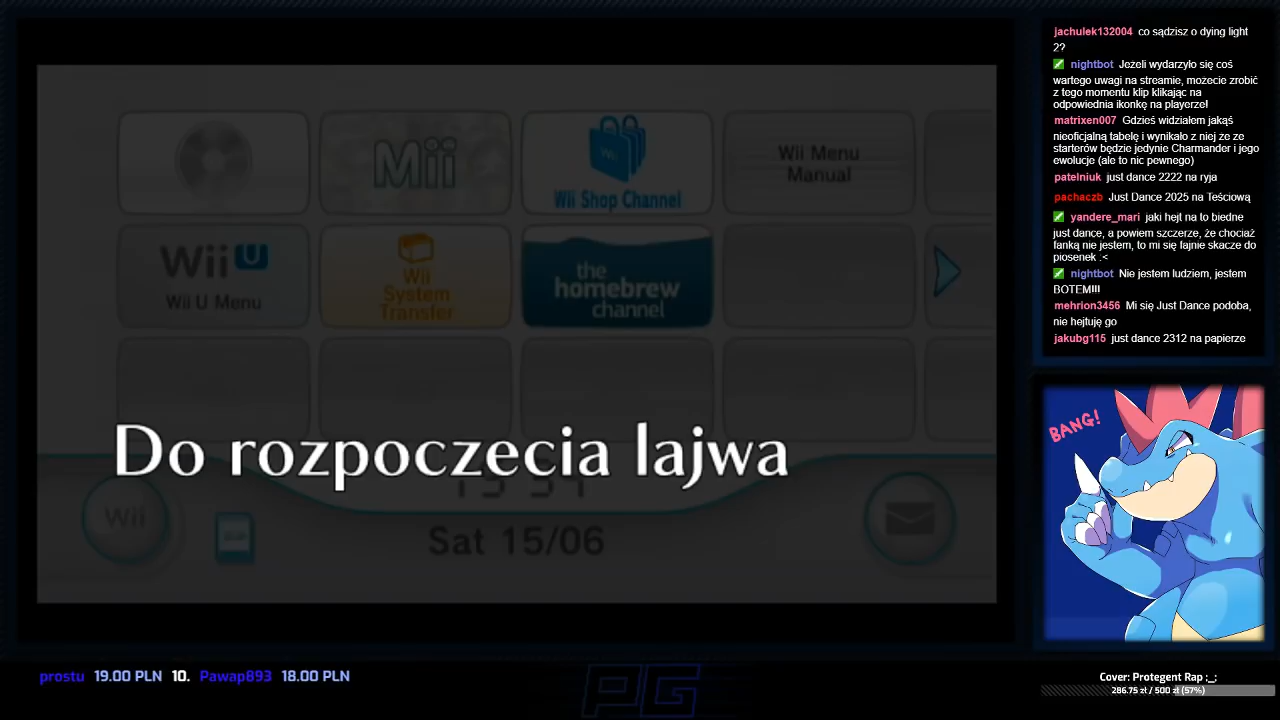 Mii
Wii
Wii Shop Channel
Wii Menu
Manual
Wii U
Wii U Menu
Wii
System
Transfer
the
homebrew
channel
Do rozpoczecia lajwa
Wii
Sat 15/06
jachulek132004 co sądzisz o dying light
2?
nightbot Jeżeli wydarzyło się coś
wartego uwagi na streamie, możecie zrobić
z tego momentu klip klikając na
odpowiednia ikonkę na playerze!
matrixen007 Gdzieś widziałem jakąś
nieoficjalną tabelę i wynikało z niej ze ze
starterów będzie jedynie Charmander i jego
ewolucje (ale to nic pewnego)
patelniuk just dance 2222 na ryja
pachaczb Just Dance 2025 na Teściową
yandere_mari jaki hejt na to biedne
just dance, a powiem szczerze, że chociaż
fanką nie jestem, to mi się fajnie skacze do
piosenek :<
nightbot Nie jestem ludziem, jestem
BOTEM!!!
mehrion3456 Mi się Just Dance podoba,
nie hejtuję go
jakubg115 just dance 2312 na papierze
BANG!
prostu 19.00 PLN 10. Pawap893 18.00 PLN
PG
Cover: Protegent Rap :_:
286.75 zł / 500 zł (57%)